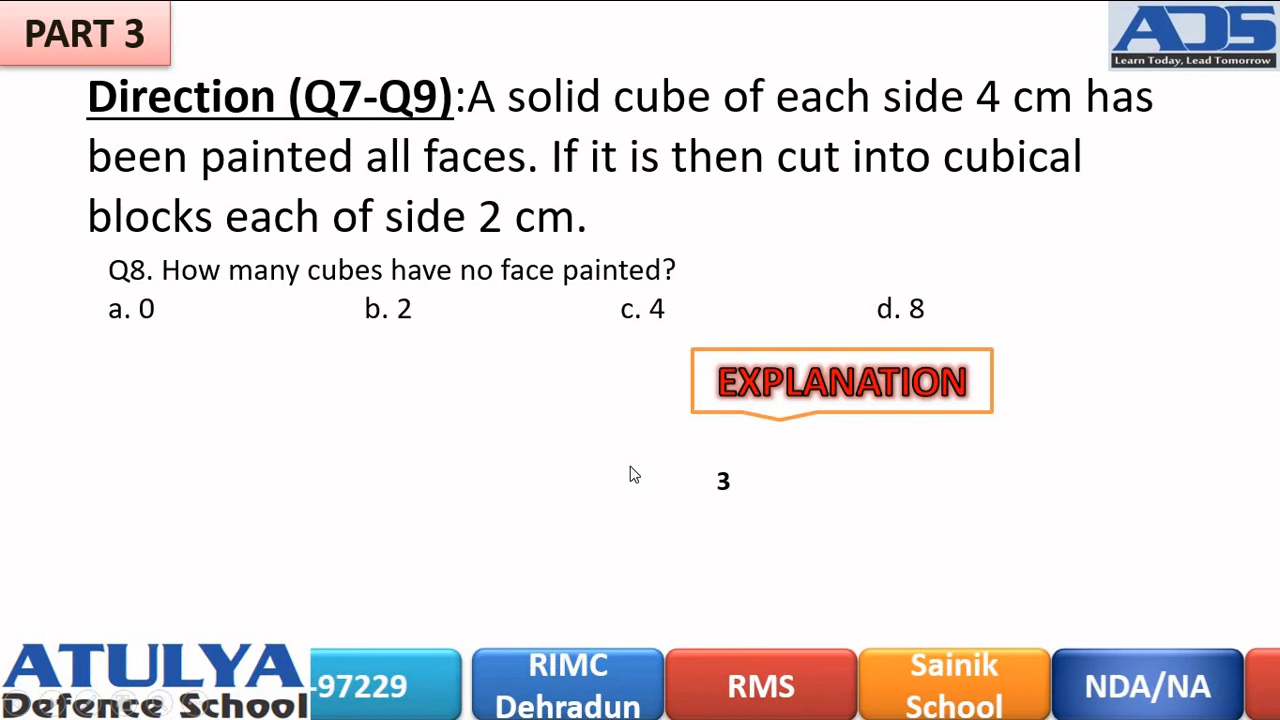 PART 3
ADS
Learn Today, Lead Tomorrow
Direction (Q7-Q9):A solid cube of each side 4 cm has
been painted all faces. If it is then cut into cubical
blocks each of side 2 cm.
Q8. How many cubes have no face painted?
a. 0 b. 2 c. 4 d. 8
EXPLANATION
3
ATULYA
Defence School
-97229
RIMC
Dehradun
RMS
Sainik
School
NDA/NA